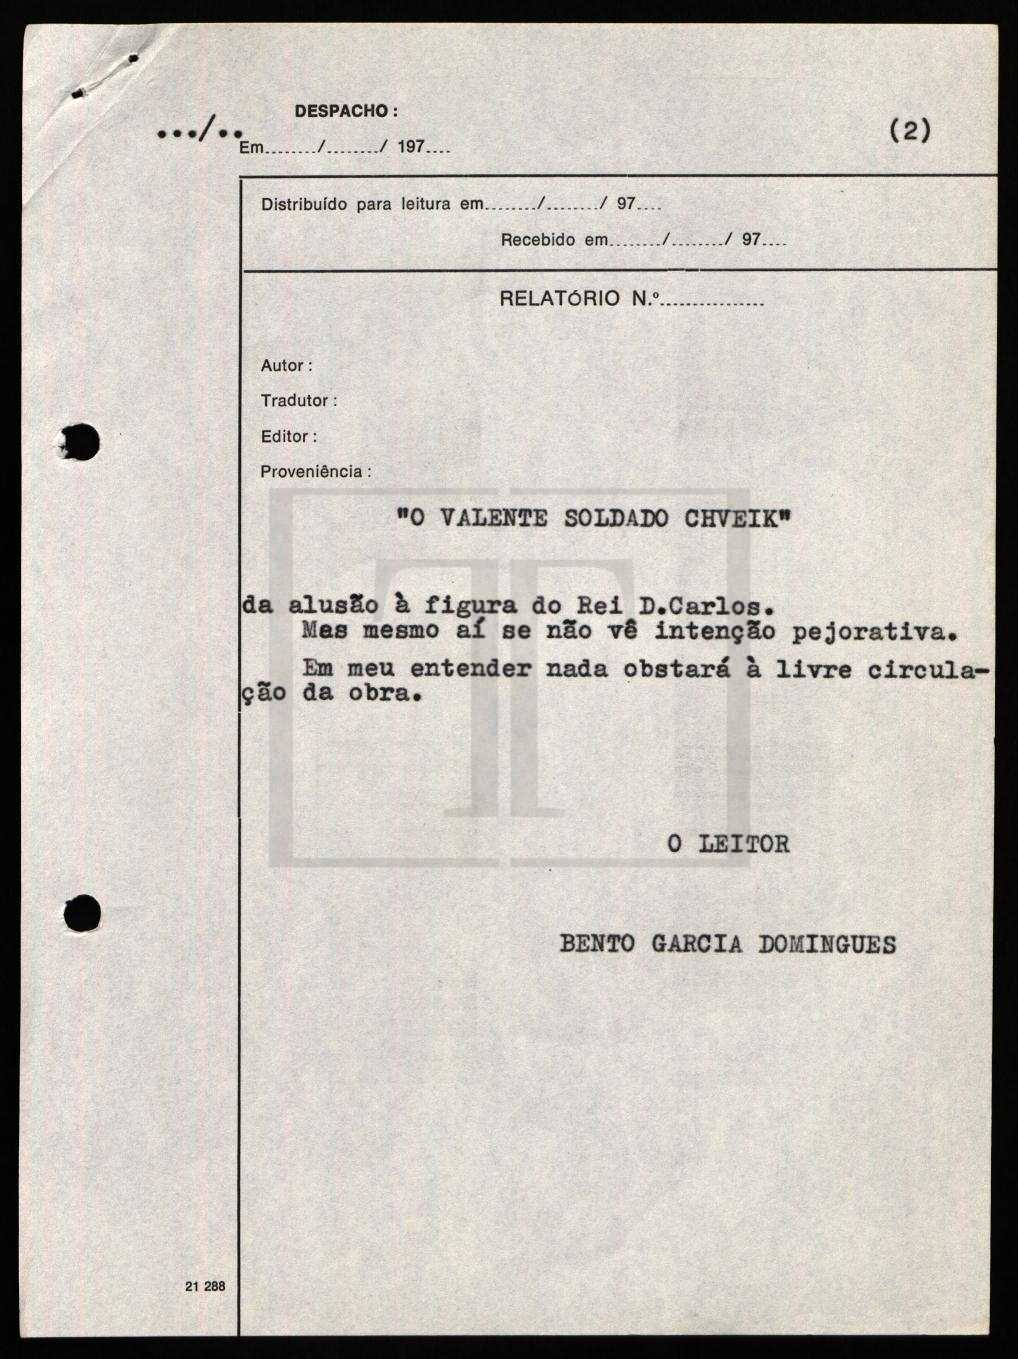 DESPACHO :
.../..
(2)
Em......../......../ 197....
Distribuído para leitura em......../......../ 97....
Recebido em......../......../ 97....
RELATÓRIO N.º................
Autor :
Tradutor :
Editor :
Proveniência :
"O VALENTE SOLDADO CHVEIK"
da alusão à figura do Rei D.Carlos.
Mas mesmo aí se não vê intenção pejorativa.
Em meu entender nada obstará à livre circula-
ção da obra.
O LEITOR
BENTO GARCIA DOMINGUES
21 288